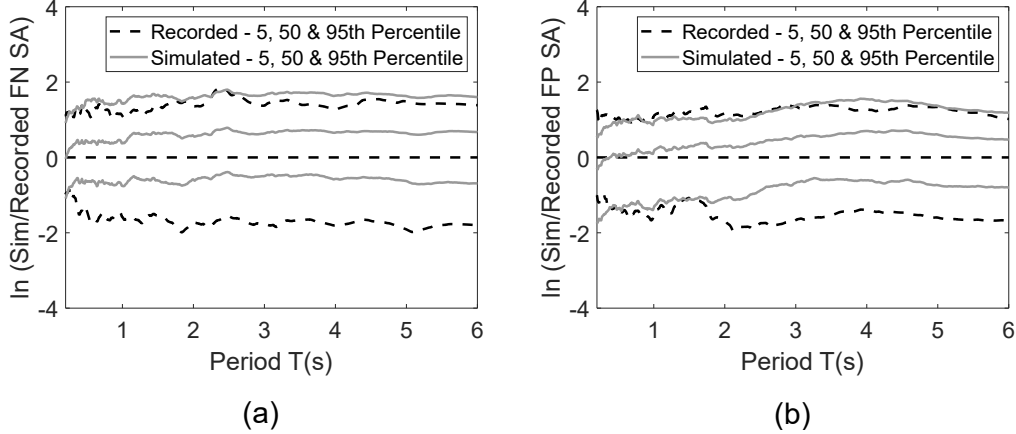 ln (Sim/Recorded FN SA)
4
2
0
-2
-4
Recorded - 5, 50 & 95th Percentile
Simulated - 5, 50 & 95th Percentile
1 2 3 4 5 6
Period T(s)
(a)
ln (Sim/Recorded FP SA)
4
2
0
-2
-4
Recorded - 5, 50 & 95th Percentile
Simulated - 5, 50 & 95th Percentile
1 2 3 4 5 6
Period T(s)
(b)